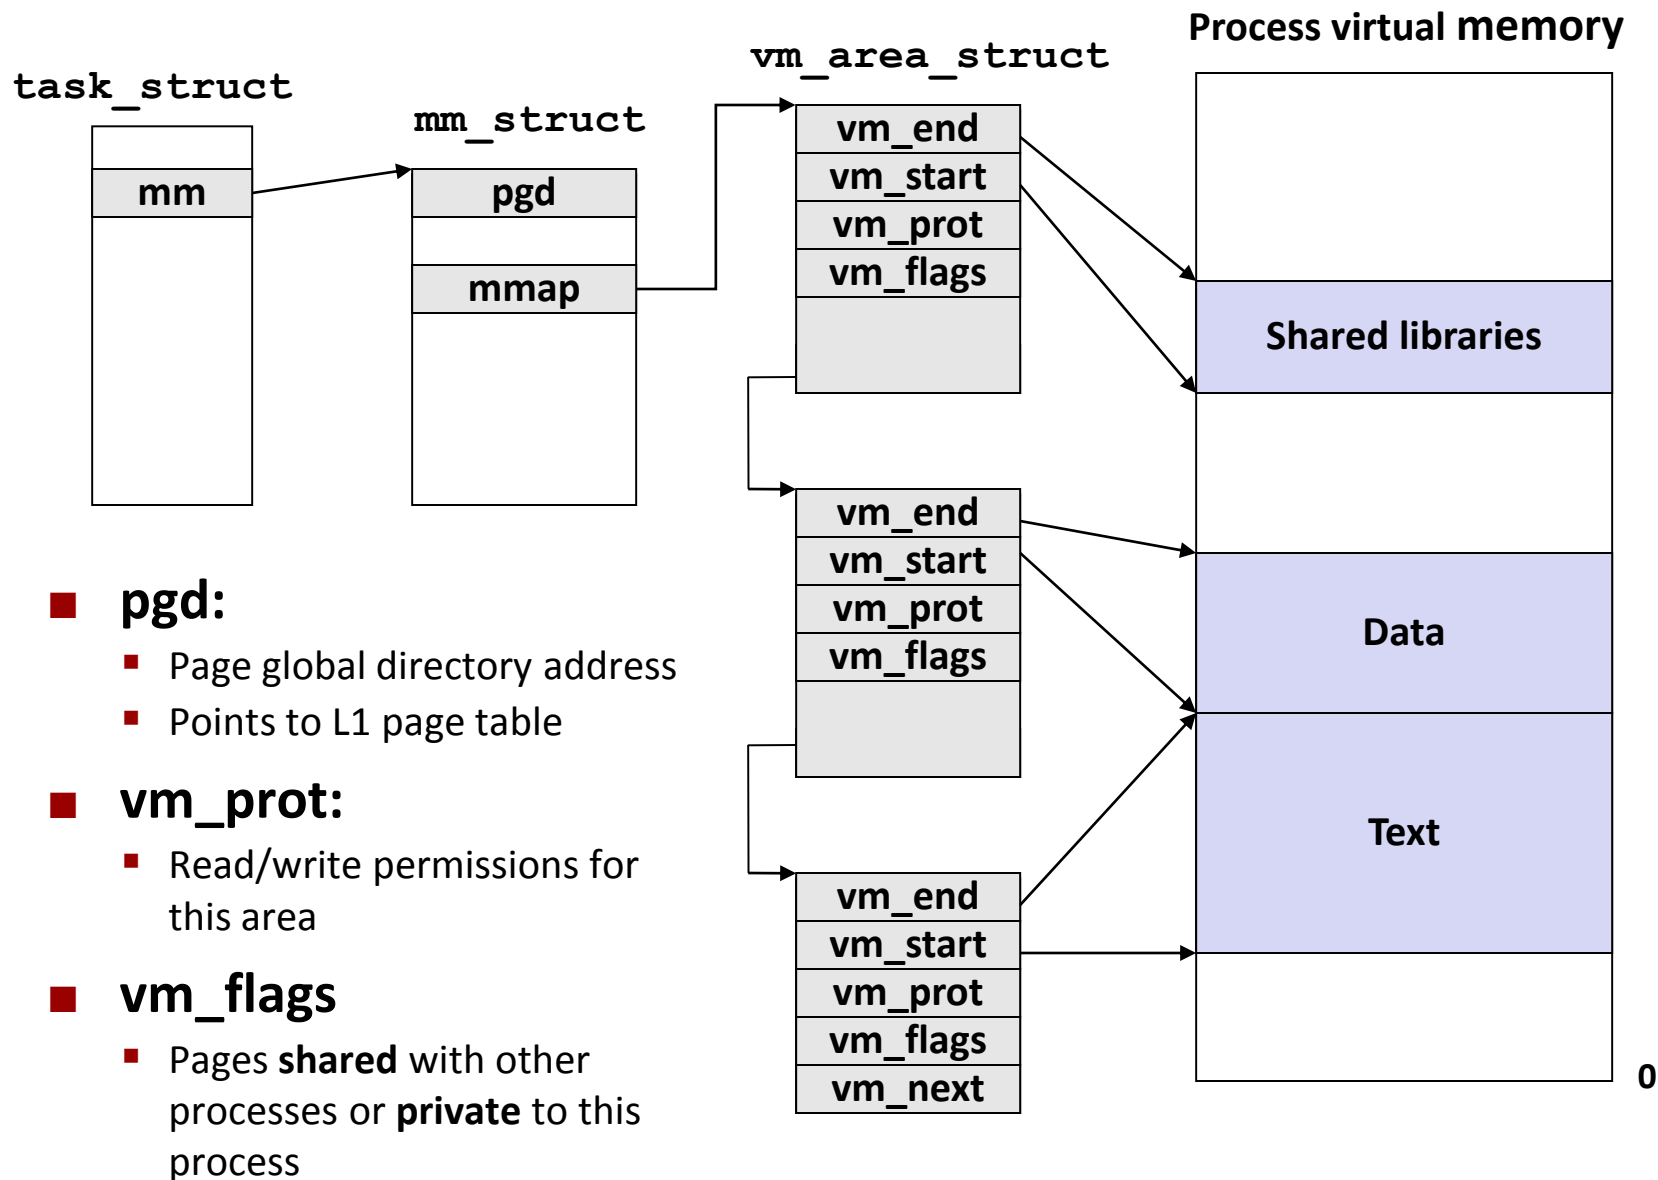 Process virtual memory
vm_area_struct
task_struct
mm_struct
mm
pgd
mmap
vm_end
vm_start
vm_prot
vm_flags
Shared libraries
vm_end
vm_start
vm_prot
vm_flags
Data
Text
vm_end
vm_start
vm_prot
vm_flags
vm_next
0
pgd:
Page global directory address
Points to L1 page table
vm_prot:
Read/write permissions for
this area
vm_flags
Pages shared with other
processes or private to this
process